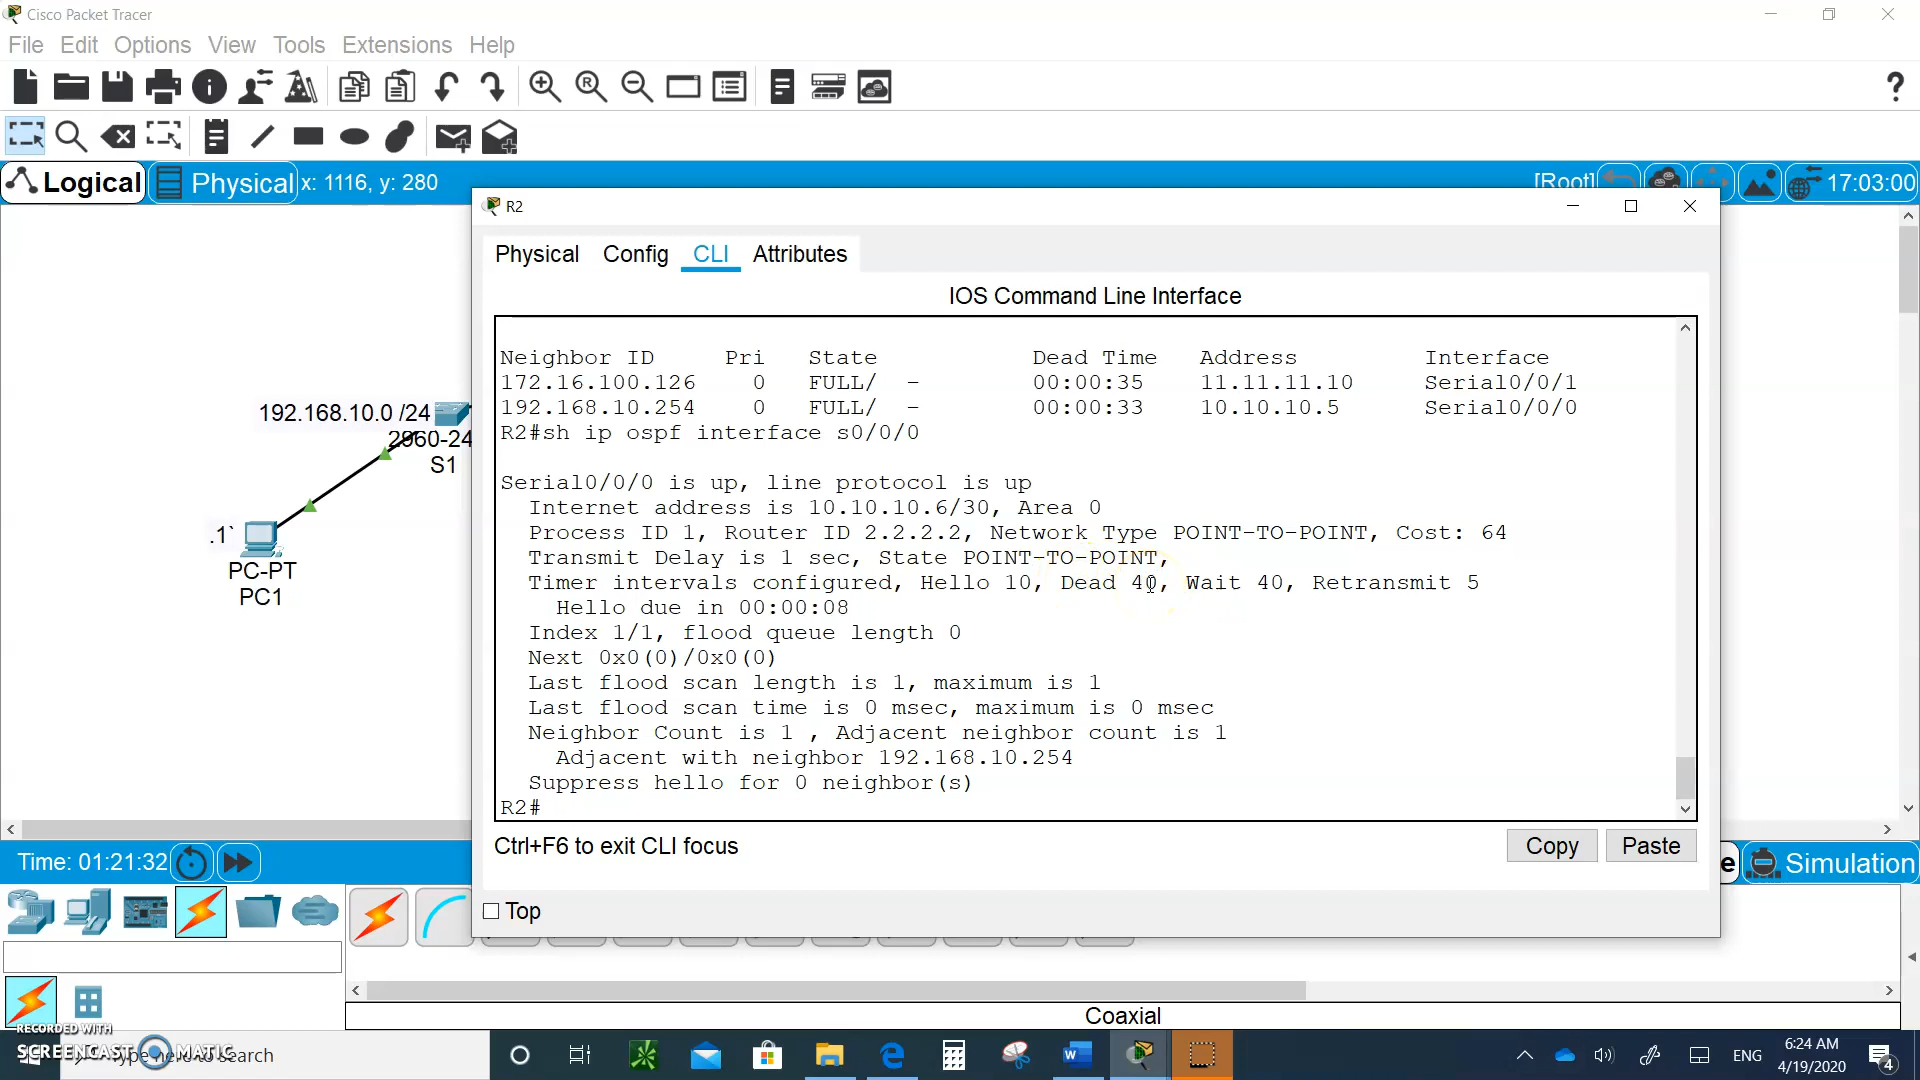 Cisco Packet Tracer
File Edit Options View Tools Extensions Help
Logical Physical x: 1116, y: 280 [Root] 17:03:00
R2
Physical Config CLI Attributes
IOS Command Line Interface
Neighbor ID Pri State Dead Time Address Interface
172.16.100.126 0 FULL/ - 00:00:35 11.11.11.10 Serial0/0/1
192.168.10.254 0 FULL/ - 00:00:33 10.10.10.5 Serial0/0/0
R2#sh ip ospf interface s0/0/0
Serial0/0/0 is up, line protocol is up
Internet address is 10.10.10.6/30, Area 0
Process ID 1, Router ID 2.2.2.2, Network Type POINT-TO-POINT, Cost: 64
Transmit Delay is 1 sec, State POINT-TO-POINT,
Timer intervals configured, Hello 10, Dead 40, Wait 40, Retransmit 5
Hello due in 00:00:08
Index 1/1, flood queue length 0
Next 0x0(0)/0x0(0)
Last flood scan length is 1, maximum is 1
Last flood scan time is 0 msec, maximum is 0 msec
Neighbor Count is 1 , Adjacent neighbor count is 1
Adjacent with neighbor 192.168.10.254
Suppress hello for 0 neighbor(s)
R2#
Ctrl+F6 to exit CLI focus
Copy Paste
Top
192.168.10.0 /24
2960-24
S1
.1`
PC-PT
PC1
Time: 01:21:32
e Simulation
Coaxial
RECORDED WITH
SCREENCAST MATIC
Type here to search
ENG
6:24 AM
4/19/2020
4